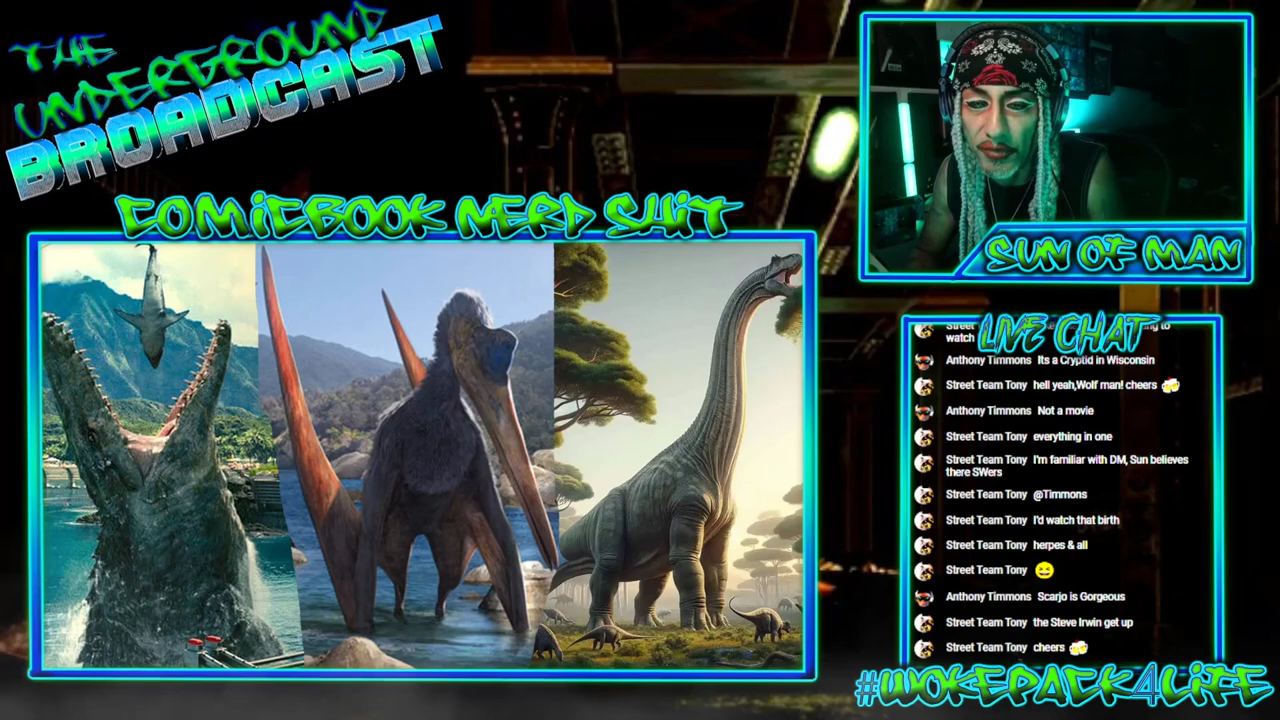 THE
UNDERGROUND
BROADCAST
COMICBOOK NERD SHIT
SUN OF MAN
LIVE CHAT
Street
watch
Anthony Timmons Its a Cryptid in Wisconsin
Street Team Tony hell yeah,Wolf man! cheers 🍻
Anthony Timmons Not a movie
Street Team Tony everything in one
Street Team Tony I'm familiar with DM, Sun believes
there SWers
Street Team Tony @Timmons
Street Team Tony I'd watch that birth
Street Team Tony herpes & all
Street Team Tony 😆
Anthony Timmons Scarjo is Gorgeous
Street Team Tony the Steve Irwin get up
Street Team Tony cheers 🍻
#WOKEPACK4LIFE